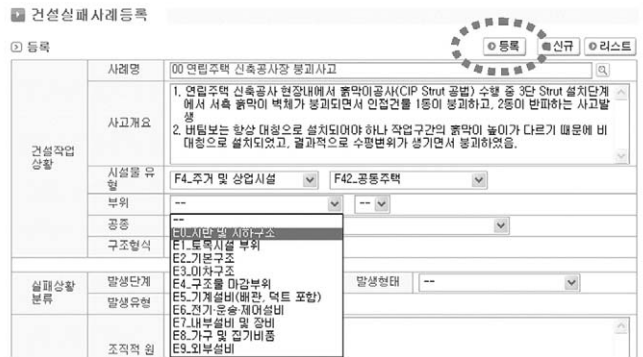 건설실패사례등록
등록
등록 신규 리스트
건설작업
상황
사례명 00 연립주택 신축공사장 붕괴사고
사고개요
1. 연립주택 신축공사 현장내에서 흙막이공사(CIP Strut 공법) 수행 중 3단 Strut 설치단계
에서 서측 흙막이 벽체가 붕괴되면서 인접건물 1동이 붕괴하고, 2동이 반파하는 사고발
생
2. 버팀보는 항상 대칭으로 설치되어야 하나 작업구간의 흙막이 높이가 다르기 때문에 비
대칭으로 설치되었고, 결과적으로 수평변위가 생기면서 붕괴하였음.
시설물 유
형
F4_주거 및 상업시설 F42_공동주택
부위 -- --
공종 --
E0_지반 및 지하구조
구조형식 E1_토목시설 부위
E2_기본구조
E3_이차구조
실패상황
분류
발생단계 E4_구조물 마감부위 발생형태 --
발생유형 E5_기계설비(배관, 덕트 포함)
E6_전기·운송·제어설비
E7_내부설비 및 장비
E8_가구 및 집기비품
조직적 원 E9_외부설비